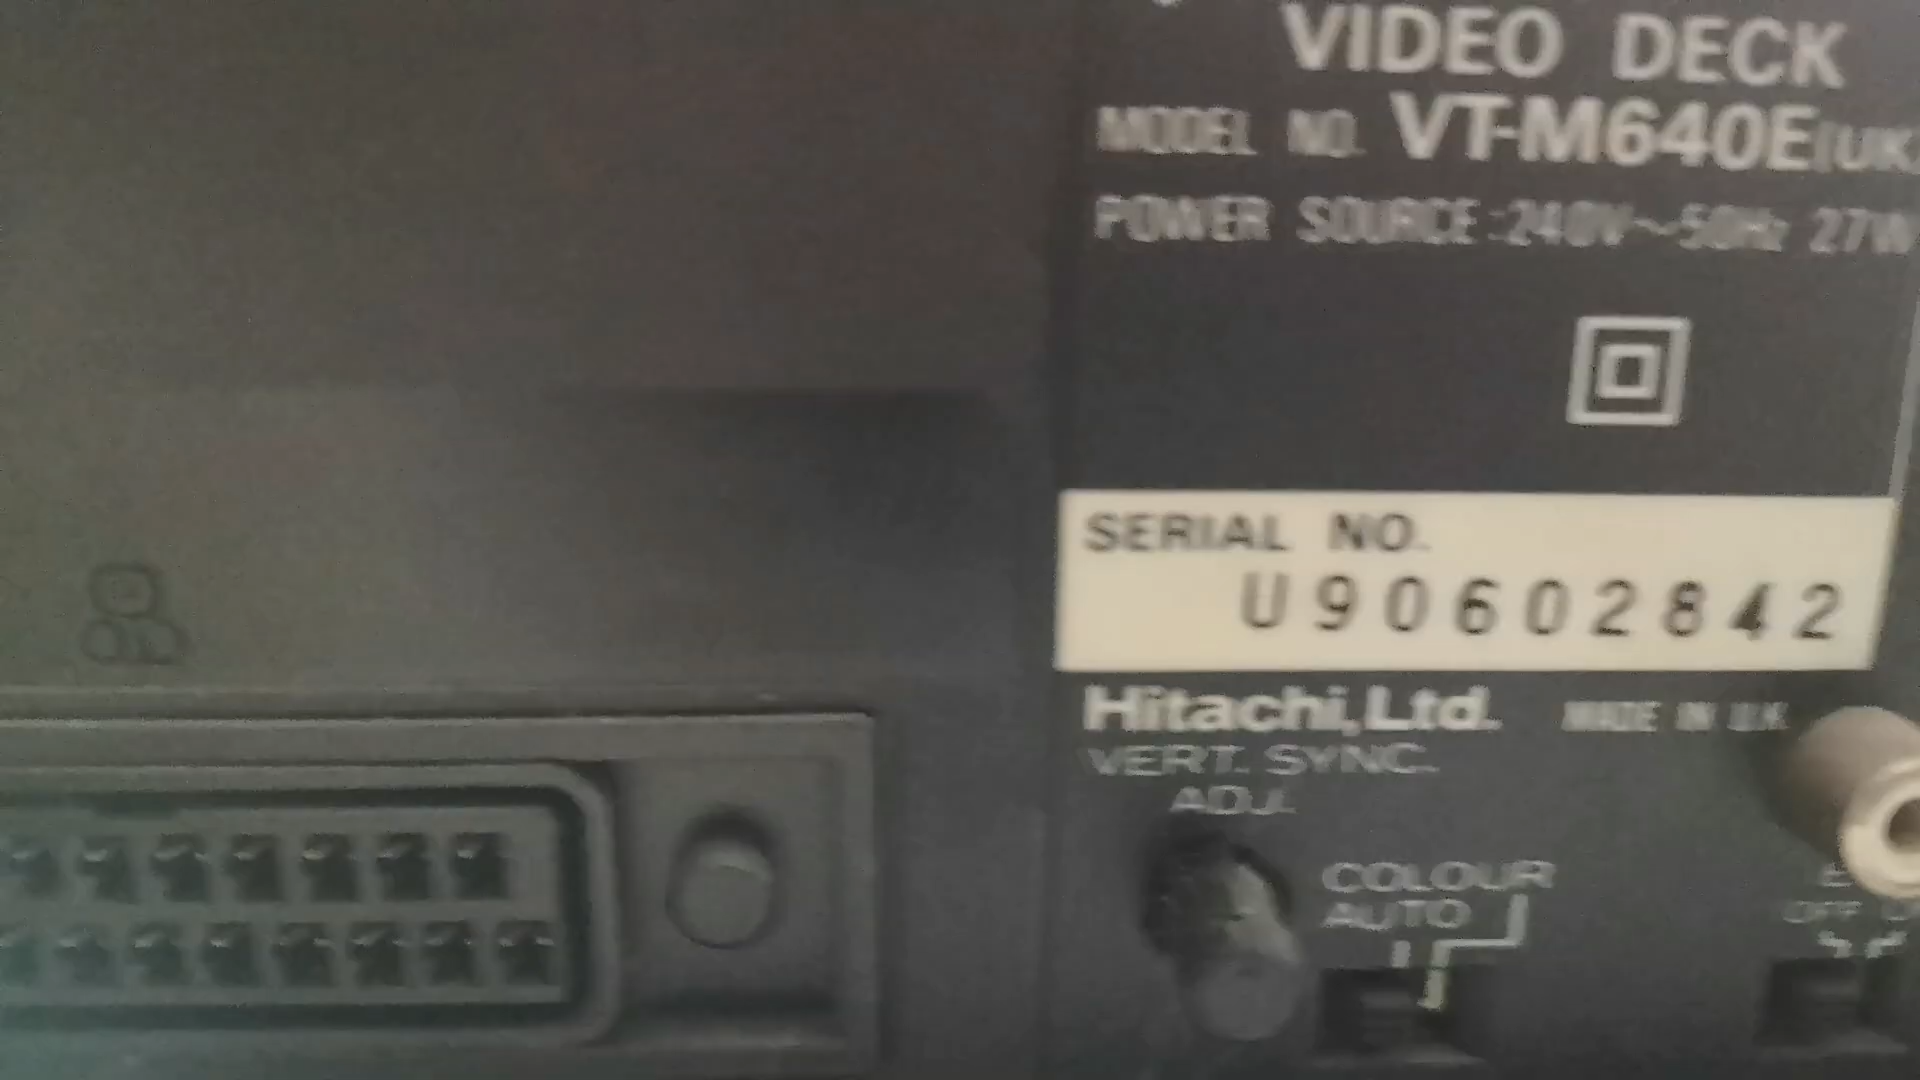 VIDEO DECK
MODEL NO. VT-M640E(UK)
POWER SOURCE:240V~50Hz 27W
SERIAL NO.
U90602842
Hitachi,Ltd. MADE IN U.K.
VERT. SYNC.
ADJ.
COLOUR
AUTO
OFF